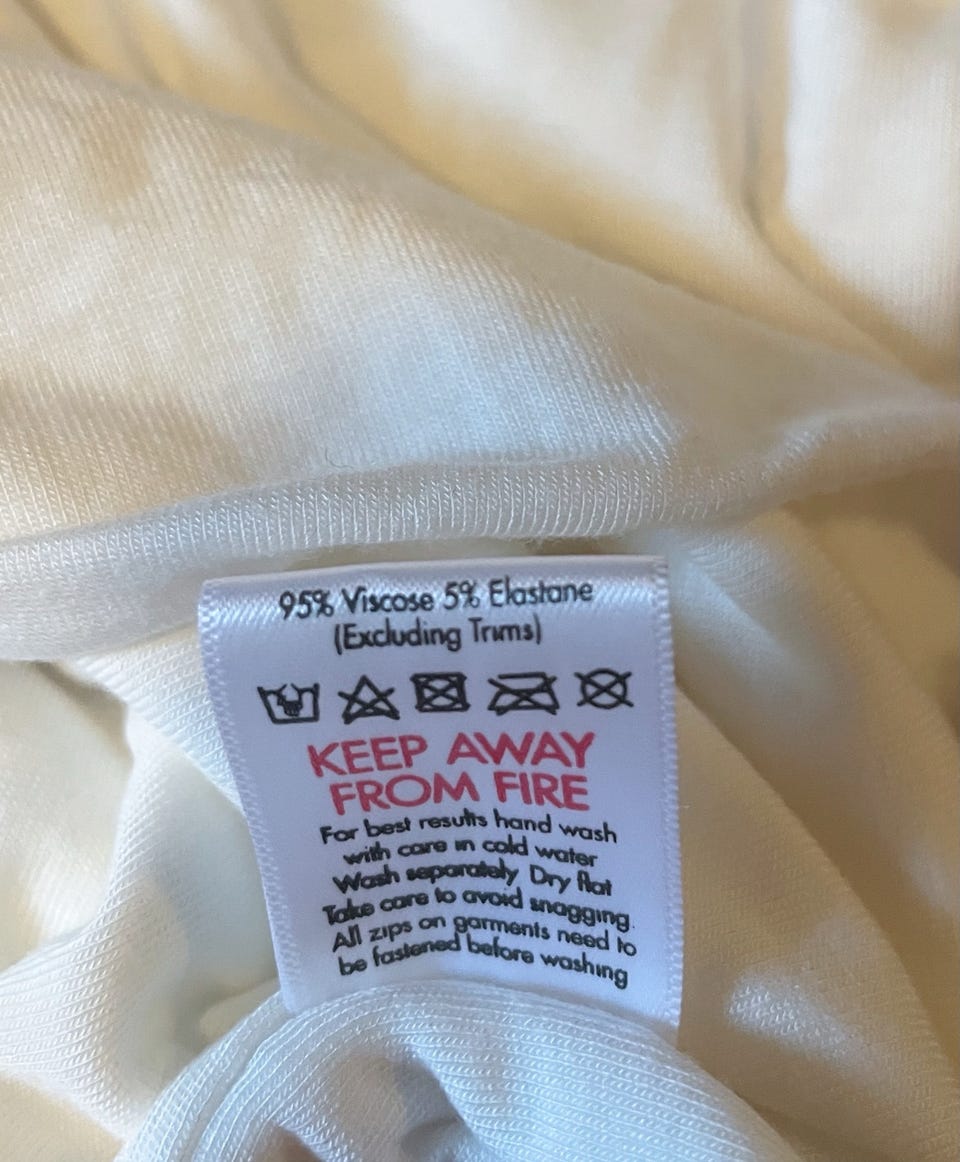 95% Viscose 5% Elastane
(Excluding Trims)
KEEP AWAY
FROM FIRE
For best results hand wash
with care in cold water
Wash separately. Dry flat
Take care to avoid snagging.
All zips on garments need to
be fastened before washing